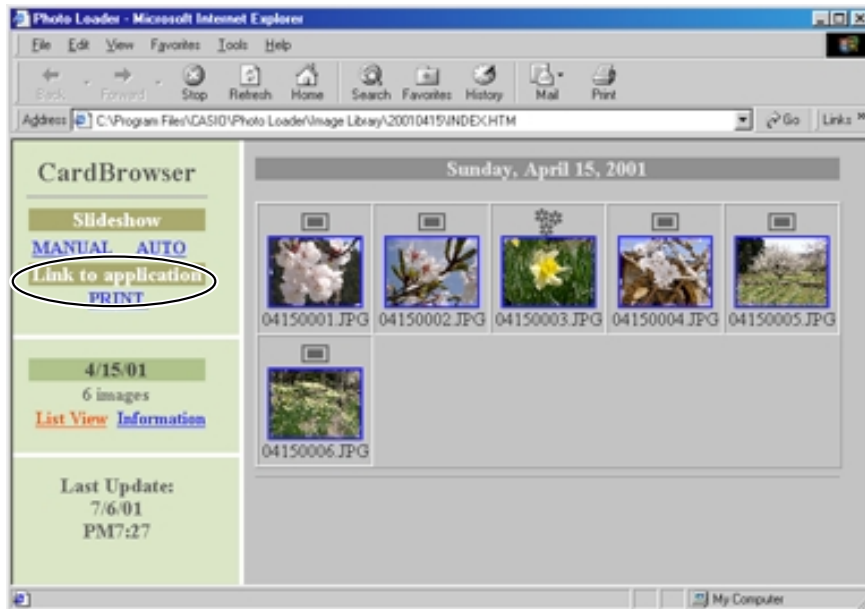 Photo Loader - Microsoft Internet Explorer
File Edit View Favorites Tools Help
Back Forward Stop Refresh Home Search Favorites History Mail Print
Address C:\Program Files\CASIO\Photo Loader\Image Library\20010415\INDEX.HTM Go Links »
CardBrowser
Slideshow
MANUAL AUTO
Link to application
PRINT
4/15/01
6 images
List View Information
Last Update:
7/6/01
PM7:27
Sunday, April 15, 2001
04150001.JPG 04150002.JPG 04150003.JPG 04150004.JPG 04150005.JPG
04150006.JPG
My Computer